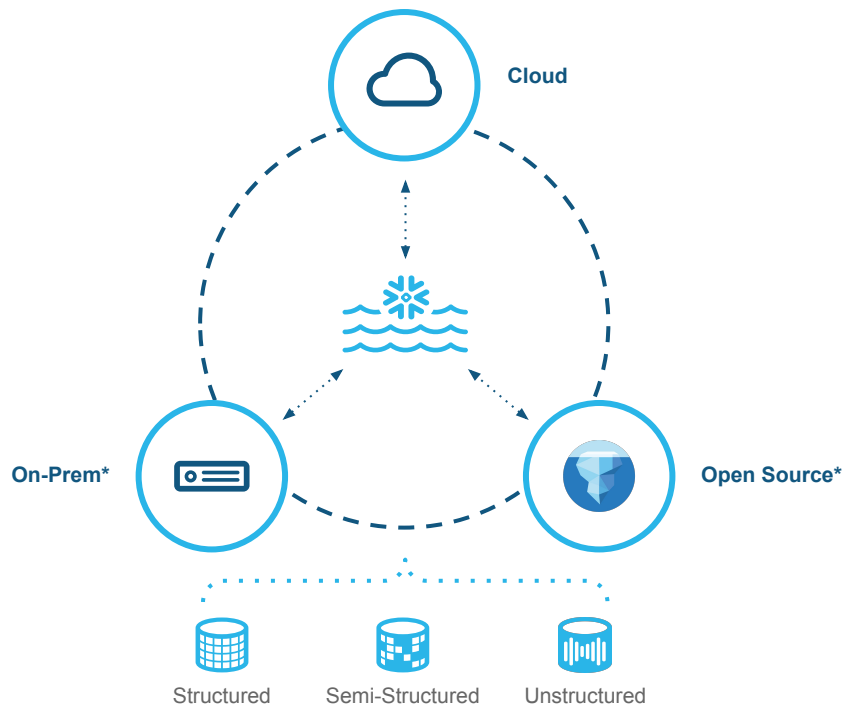 Cloud
On-Prem*
Open Source*
Structured
Semi-Structured
Unstructured